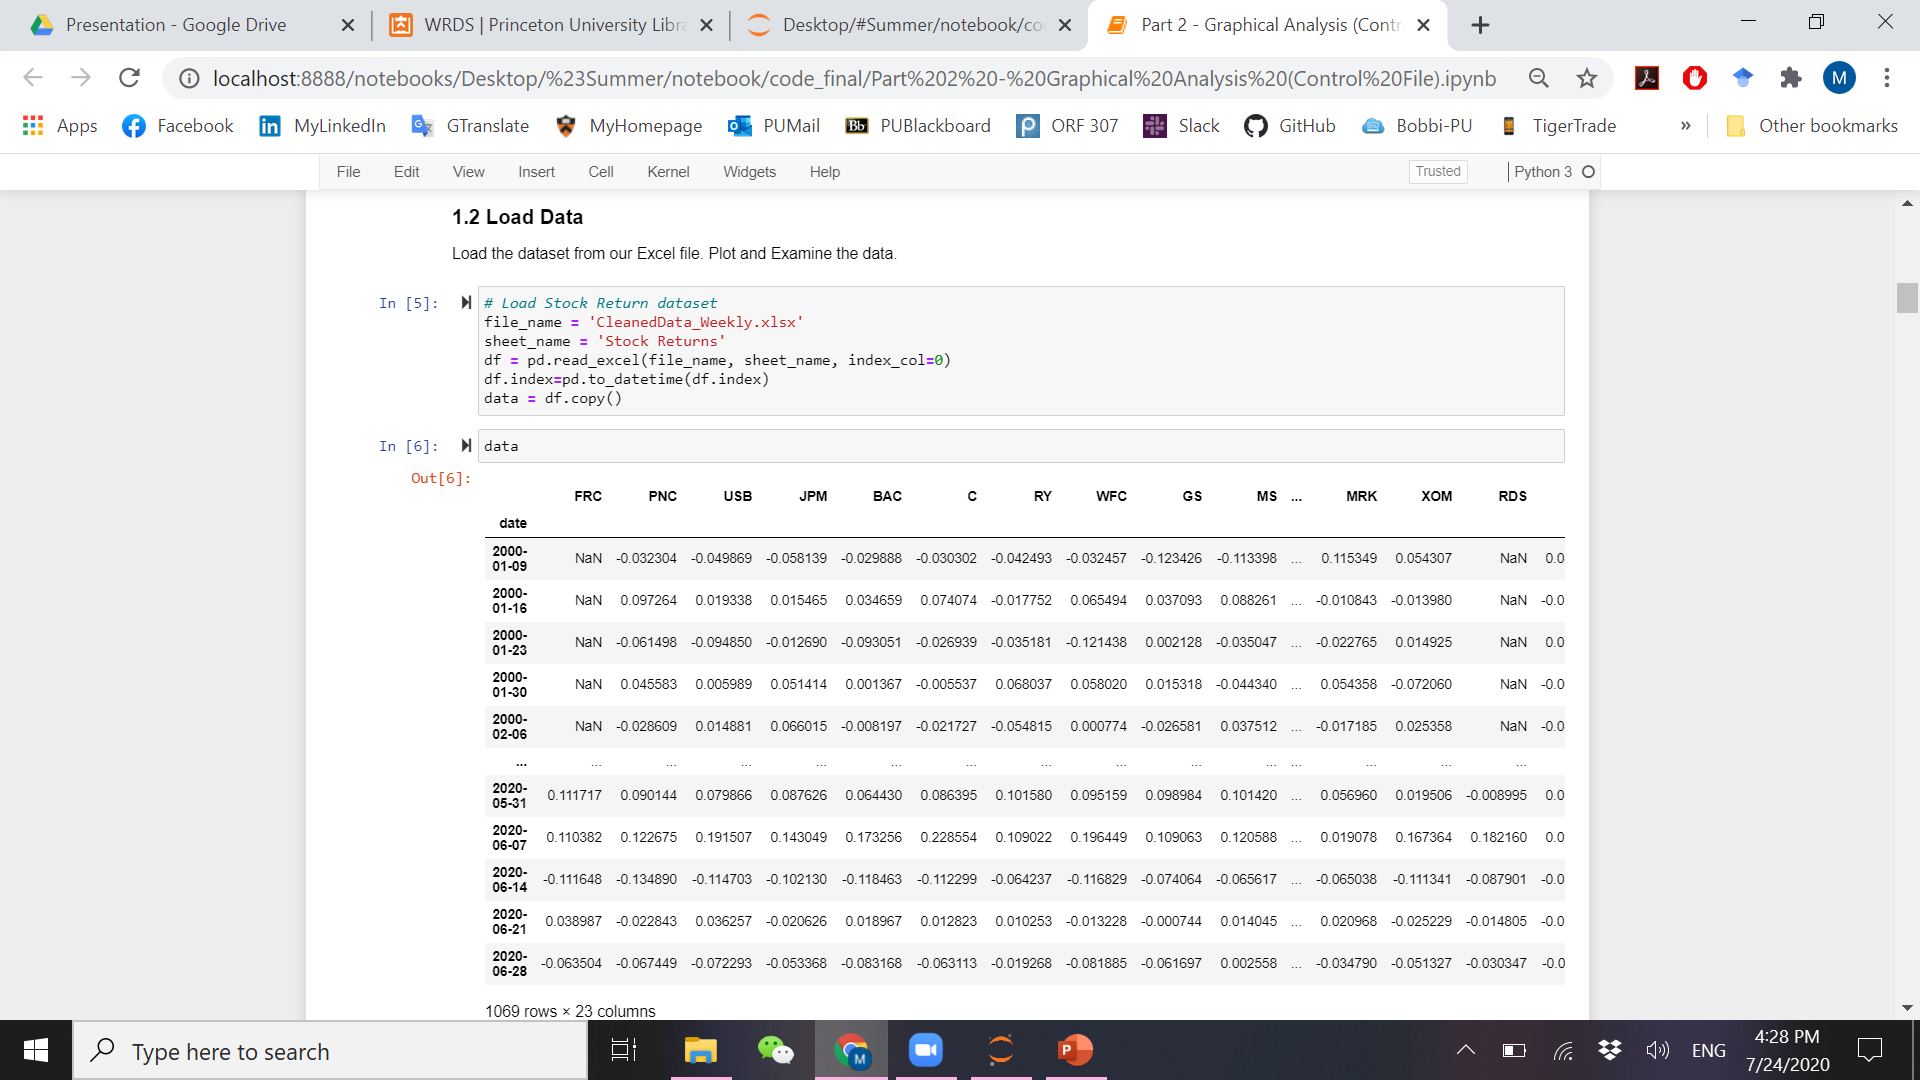 Presentation - Google Drive
WRDS | Princeton University Libra
Desktop/#Summer/notebook/co
Part 2 - Graphical Analysis (Contr
localhost:8888/notebooks/Desktop/%23Summer/notebook/code_final/Part%202%20-%20Graphical%20Analysis%20(Control%20File).ipynb
M
Apps Facebook MyLinkedIn GTranslate MyHomepage PUMail PUBlackboard ORF 307 Slack GitHub Bobbi-PU TigerTrade » Other bookmarks
File Edit View Insert Cell Kernel Widgets Help Trusted Python 3
1.2 Load Data
Load the dataset from our Excel file. Plot and Examine the data.
In [5]: # Load Stock Return dataset
file_name = 'CleanedData_Weekly.xlsx'
sheet_name = 'Stock Returns'
df = pd.read_excel(file_name, sheet_name, index_col=0)
df.index=pd.to_datetime(df.index)
data = df.copy()
In [6]: data
Out[6]:
FRC PNC USB JPM BAC C RY WFC GS MS ... MRK XOM RDS
date
2000-01-09 NaN -0.032304 -0.049869 -0.058139 -0.029888 -0.030302 -0.042493 -0.032457 -0.123426 -0.113398 ... 0.115349 0.054307 NaN 0.0
2000-01-16 NaN 0.097264 0.019338 0.015465 0.034659 0.074074 -0.017752 0.065494 0.037093 0.088261 ... -0.010843 -0.013980 NaN -0.0
2000-01-23 NaN -0.061498 -0.094850 -0.012690 -0.093051 -0.026939 -0.035181 -0.121438 0.002128 -0.035047 ... -0.022765 0.014925 NaN 0.0
2000-01-30 NaN 0.045583 0.005989 0.051414 0.001367 -0.005537 0.068037 0.058020 0.015318 -0.044340 ... 0.054358 -0.072060 NaN -0.0
2000-02-06 NaN -0.028609 0.014881 0.066015 -0.008197 -0.021727 -0.054815 0.000774 -0.026581 0.037512 ... -0.017185 0.025358 NaN -0.0
... ... ... ... ... ... ... ... ... ... ... ... ... ... ...
2020-05-31 0.111717 0.090144 0.079866 0.087626 0.064430 0.086395 0.101580 0.095159 0.098984 0.101420 ... 0.056960 0.019506 -0.008995 0.0
2020-06-07 0.110382 0.122675 0.191507 0.143049 0.173256 0.228554 0.109022 0.196449 0.109063 0.120588 ... 0.019078 0.167364 0.182160 0.0
2020-06-14 -0.111648 -0.134890 -0.114703 -0.102130 -0.118463 -0.112299 -0.064237 -0.116829 -0.074064 -0.065617 ... -0.065038 -0.111341 -0.087901 -0.0
2020-06-21 0.038987 -0.022843 0.036257 -0.020626 0.018967 0.012823 0.010253 -0.013228 -0.000744 0.014045 ... 0.020968 -0.025229 -0.014805 -0.0
2020-06-28 -0.063504 -0.067449 -0.072293 -0.053368 -0.083168 -0.063113 -0.019268 -0.081885 -0.061697 0.002558 ... -0.034790 -0.051327 -0.030347 -0.0
1069 rows × 23 columns
Type here to search
ENG
4:28 PM
7/24/2020